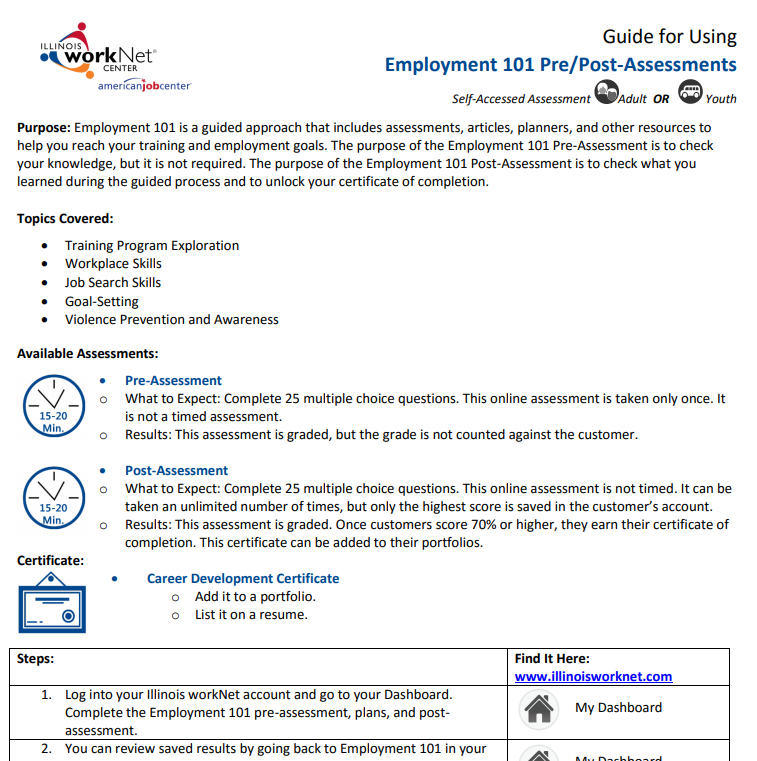 Guide for Using
ILLINOIS
workNet®
CENTER
americanjobcenter
Employment 101 Pre/Post-Assessments
Self-Accessed Assessment Adult OR Youth
Purpose: Employment 101 is a guided approach that includes assessments, articles, planners, and other resources to
help you reach your training and employment goals. The purpose of the Employment 101 Pre-Assessment is to check
your knowledge, but it is not required. The purpose of the Employment 101 Post-Assessment is to check what you
learned during the guided process and to unlock your certificate of completion.
Topics Covered:
• Training Program Exploration
• Workplace Skills
• Job Search Skills
• Goal-Setting
• Violence Prevention and Awareness
Available Assessments:
15-20
Min.
• Pre-Assessment
o What to Expect: Complete 25 multiple choice questions. This online assessment is taken only once. It
is not a timed assessment.
o Results: This assessment is graded, but the grade is not counted against the customer.
15-20
Min.
• Post-Assessment
o What to Expect: Complete 25 multiple choice questions. This online assessment is not timed. It can be
taken an unlimited number of times, but only the highest score is saved in the customer's account.
o Results: This assessment is graded. Once customers score 70% or higher, they earn their certificate of
completion. This certificate can be added to their portfolios.
Certificate:
• Career Development Certificate
o Add it to a portfolio.
o List it on a resume.
Steps:
Find It Here:
www.illinoisworknet.com
1. Log into your Illinois workNet account and go to your Dashboard.
Complete the Employment 101 pre-assessment, plans, and post-
assessment.
My Dashboard
2. You can review saved results by going back to Employment 101 in your
My Dashboard